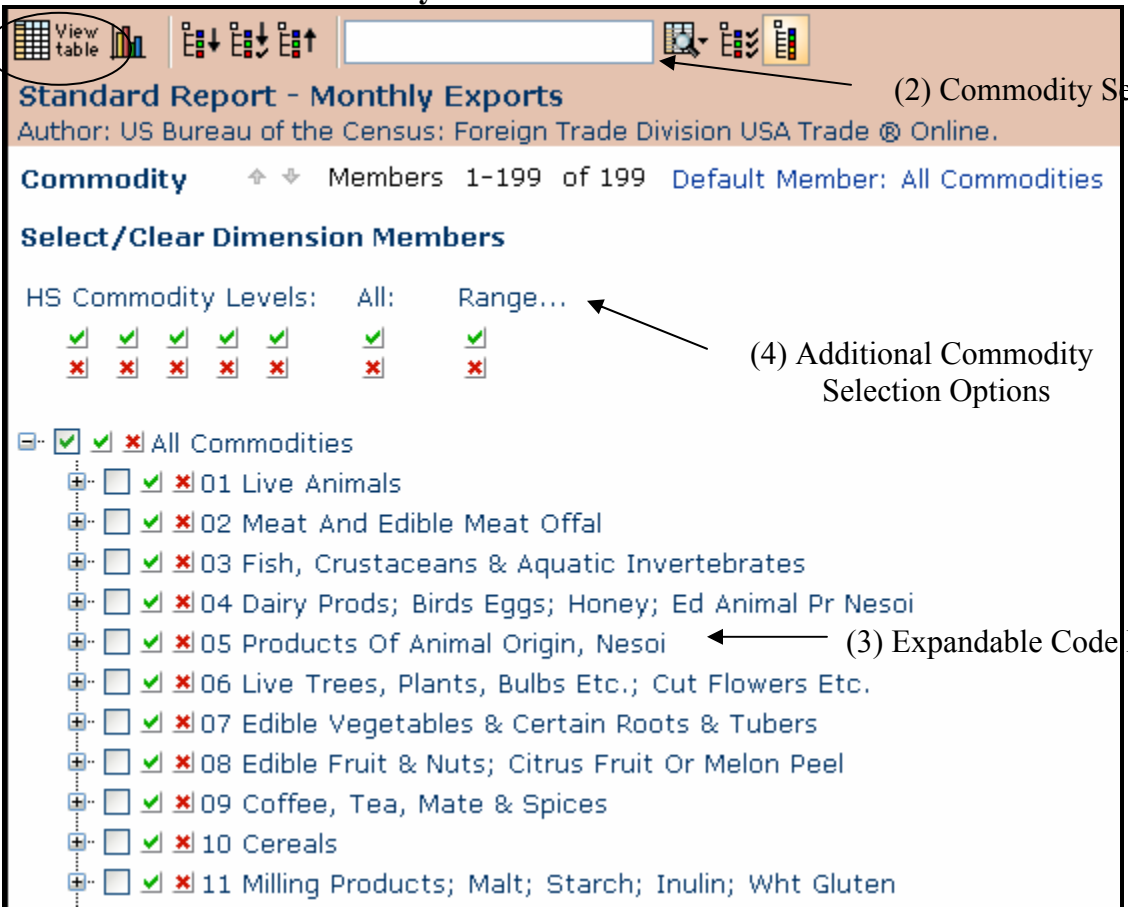 View
table
(2) Commodity
Standard Report - Monthly Exports
Author: US Bureau of the Census: Foreign Trade Division USA Trade ® Online.
Commodity Members 1-199 of 199 Default Member: All Commodities
Select/Clear Dimension Members
HS Commodity Levels: All: Range...
(4) Additional Commodity
Selection Options
All Commodities
01 Live Animals
02 Meat And Edible Meat Offal
03 Fish, Crustaceans & Aquatic Invertebrates
04 Dairy Prods; Birds Eggs; Honey; Ed Animal Pr Nesoi
05 Products Of Animal Origin, Nesoi (3) Expandable Code
06 Live Trees, Plants, Bulbs Etc.; Cut Flowers Etc.
07 Edible Vegetables & Certain Roots & Tubers
08 Edible Fruit & Nuts; Citrus Fruit Or Melon Peel
09 Coffee, Tea, Mate & Spices
10 Cereals
11 Milling Products; Malt; Starch; Inulin; Wht Gluten